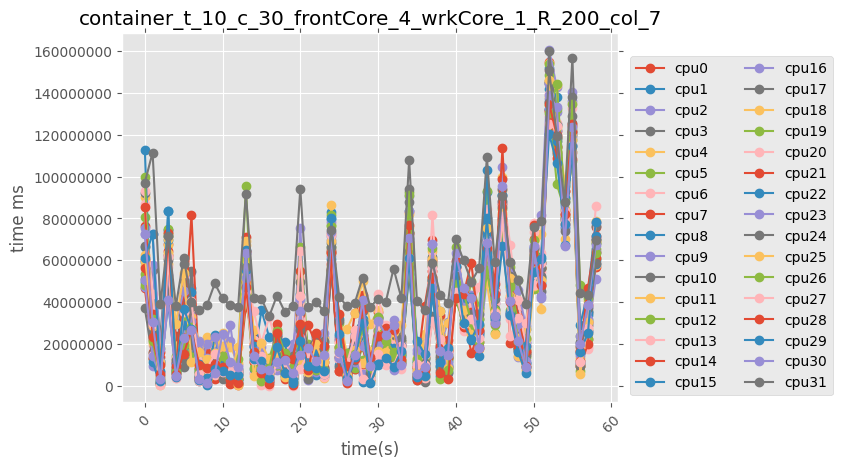 container_t_10_c_30_frontCore_4_wrkCore_1_R_200_col_7
time ms
160000000
140000000
120000000
100000000
80000000
60000000
40000000
20000000
0
0
10
20
30
40
50
60
time(s)
cpu0
cpu1
cpu2
cpu3
cpu4
cpu5
cpu6
cpu7
cpu8
cpu9
cpu10
cpu11
cpu12
cpu13
cpu14
cpu15
cpu16
cpu17
cpu18
cpu19
cpu20
cpu21
cpu22
cpu23
cpu24
cpu25
cpu26
cpu27
cpu28
cpu29
cpu30
cpu31